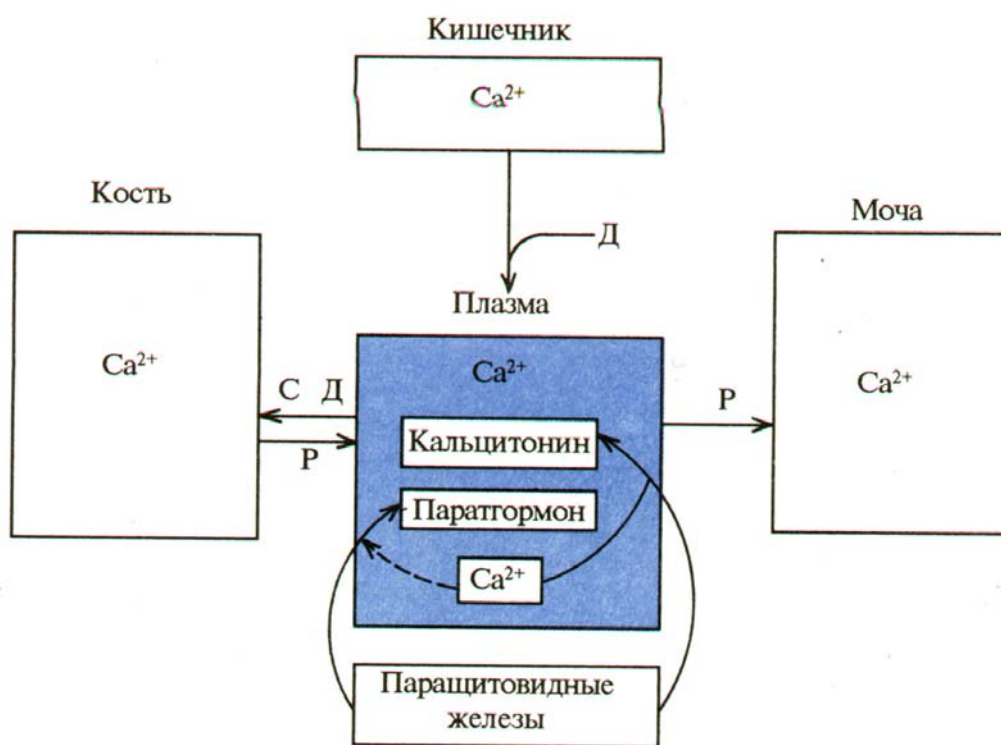 Кишечник
Ca²⁺
Кость
Моча
Д
Плазма
Ca²⁺
Ca²⁺
Ca²⁺
С Д
Р
Р
Кальцитонин
Паратгормон
Ca²⁺
Паращитовидные
железы